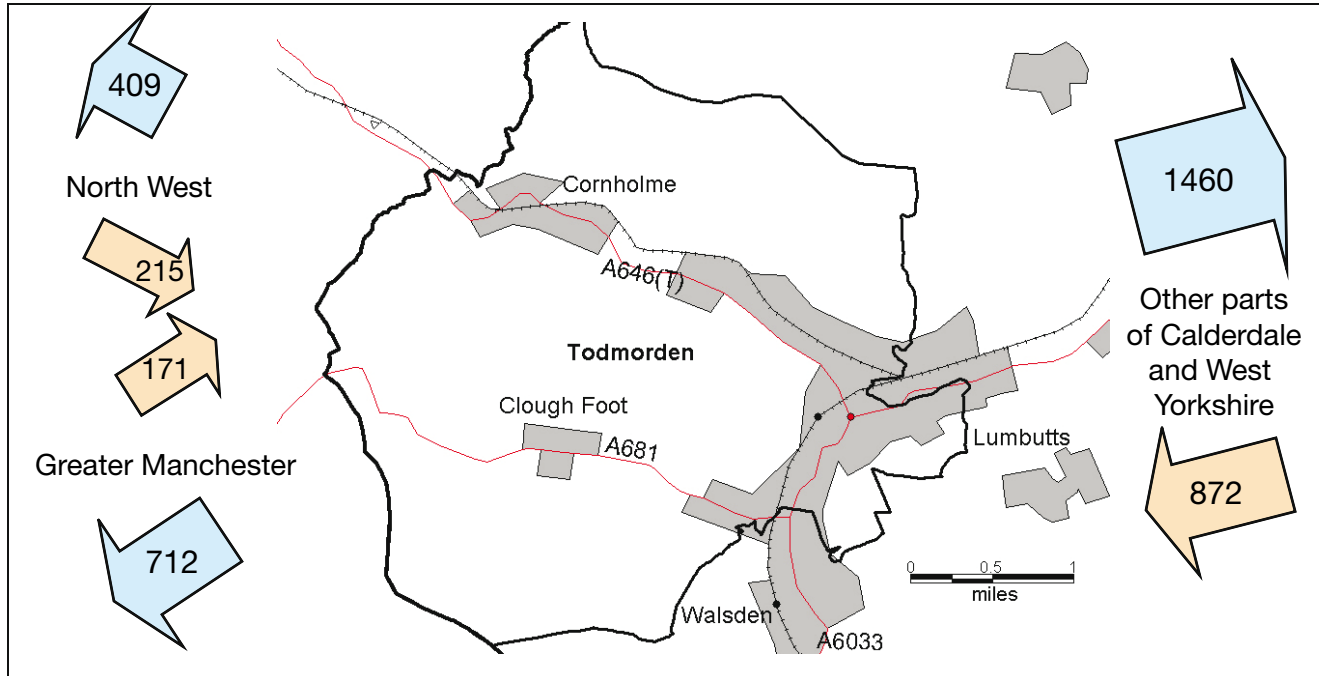 409
North West
215
171
Greater Manchester
712
Cornholme
A646(T)
Todmorden
Clough Foot
A681
Lumbutts
Walsden
A6033
0 0.5 1
miles
1460
Other parts
of Calderdale
and West
Yorkshire
872